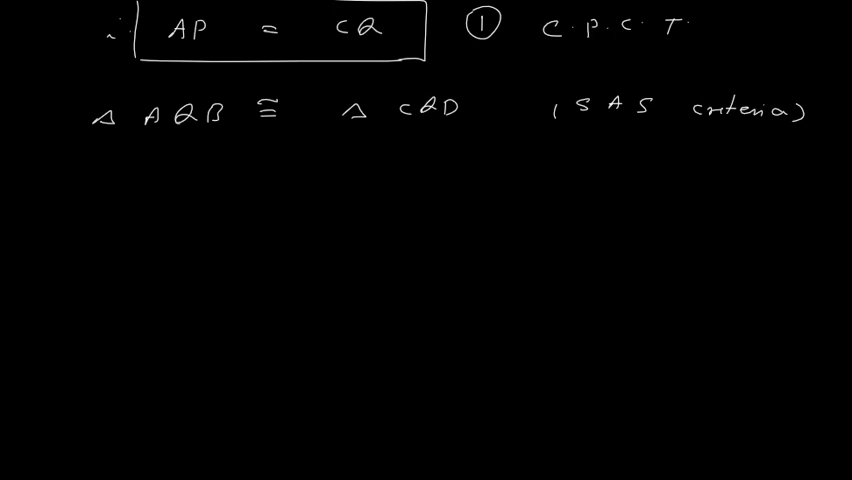 ∴ AP = CQ ① C.P.C.T.
△ AQB ≅ △ CQD (SAS criteria)